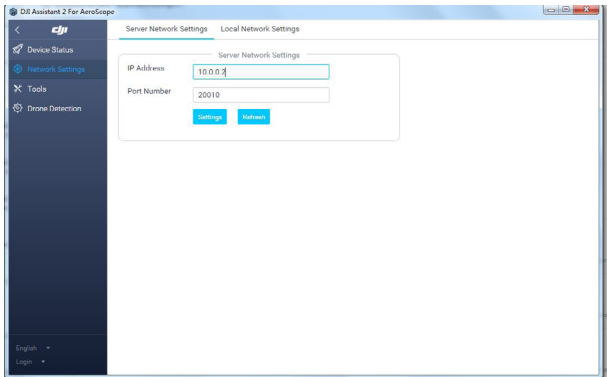 DJI Assistant 2 For AeroScope
dji
Server Network Settings Local Network Settings
Device Status
Network Settings
Tools
Drone Detection
Server Network Settings
IP Address 10.0.0.2
Port Number 20010
Settings Refresh
English
Login